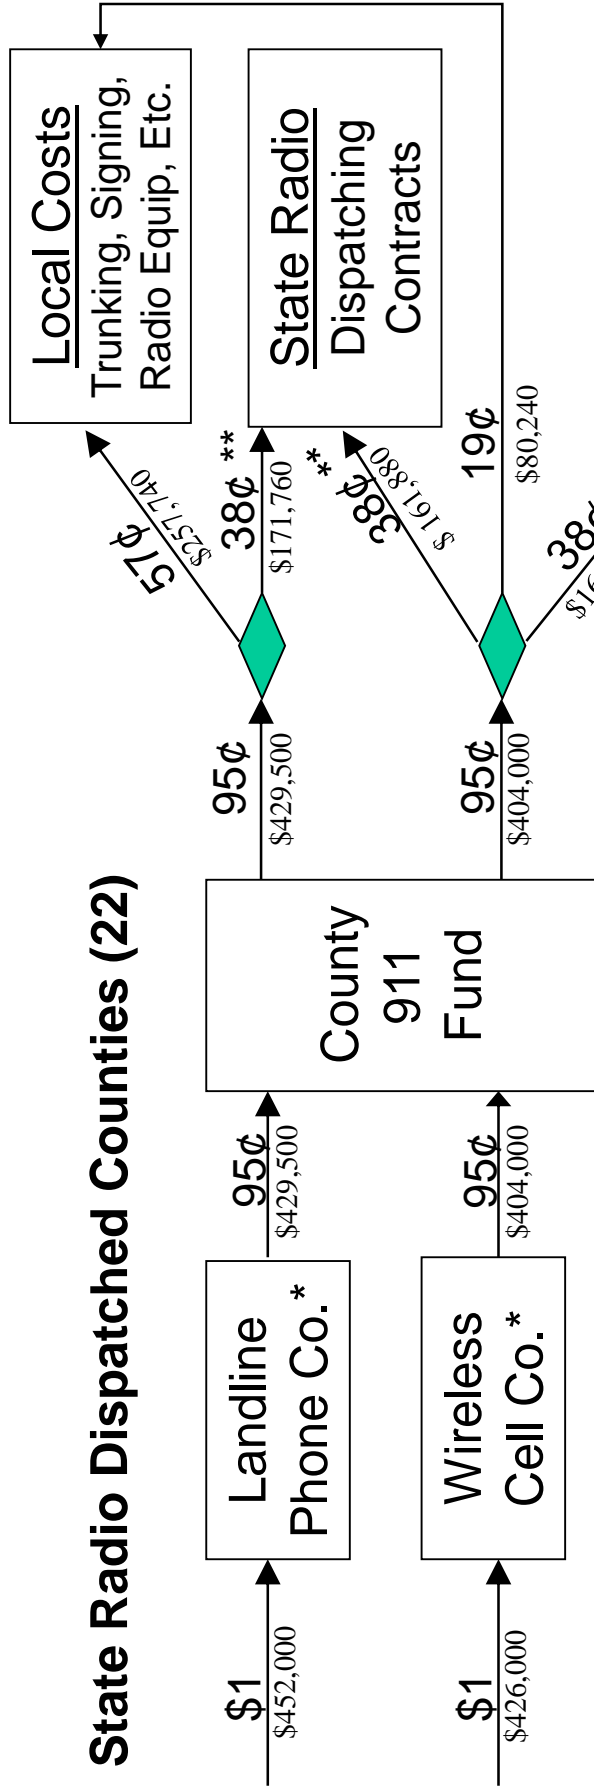 State Radio Dispatched Counties (22)
$1
$452,000
Landline
Phone Co.*
95¢
$429,500
$1
$426,000
Wireless
Cell Co.*
95¢
$404,000
County
911
Fund
95¢
$429,500
95¢
$404,000
57¢
$257,740
38¢ **
$171,760
38¢ **
$161,880
19¢
$80,240
38¢
Local Costs
Trunking, Signing,
Radio Equip, Etc.
State Radio
Dispatching
Contracts